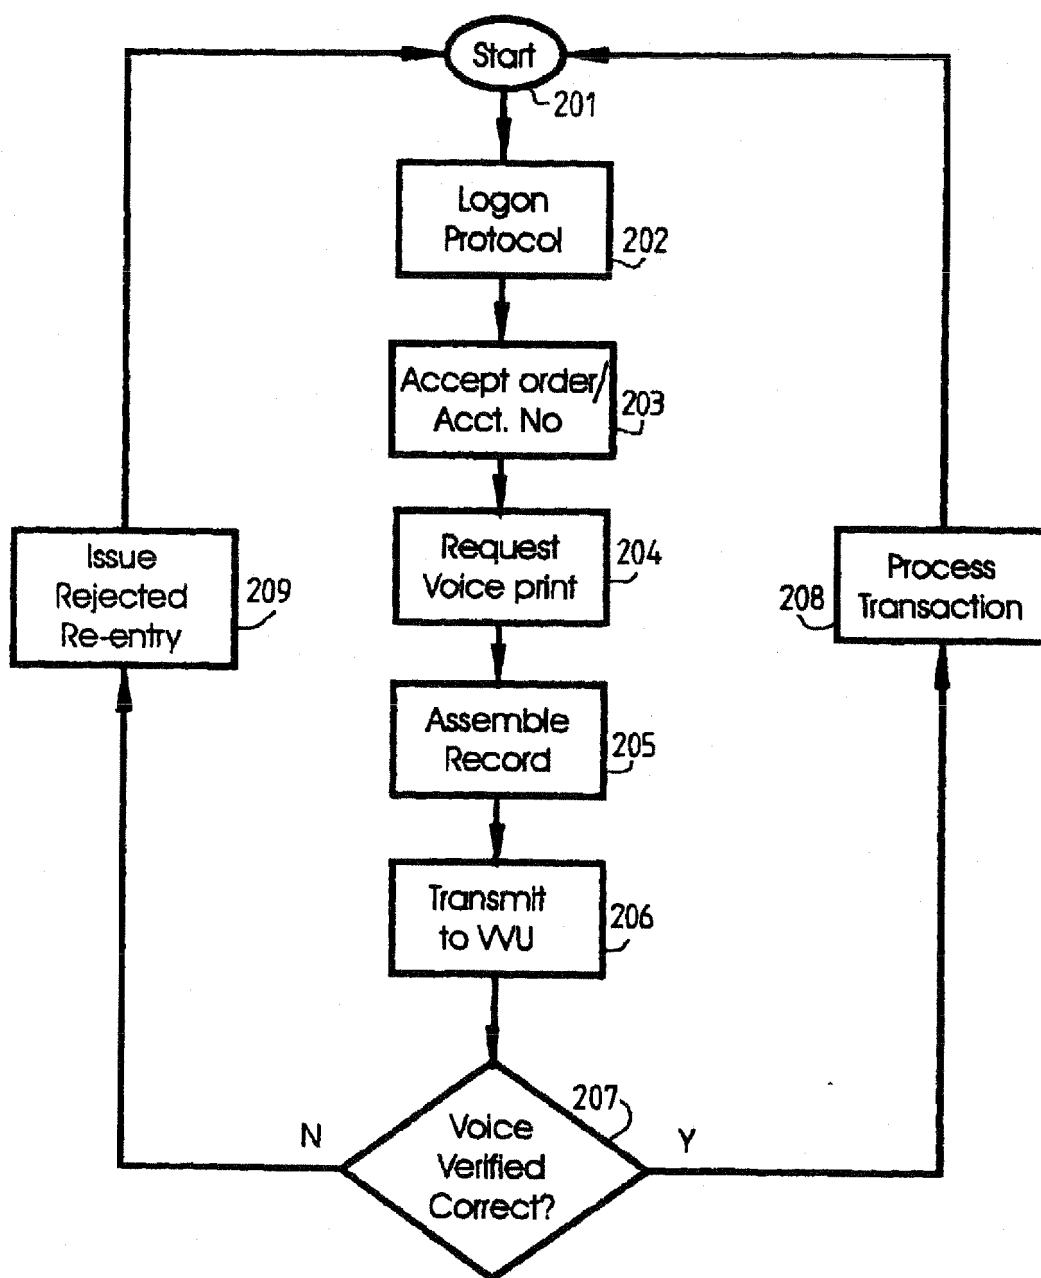 Start
201
Logon
Protocol
202
Accept order/
Acct. No
203
Request
Voice print
204
Assemble
Record
205
Transmit
to VVU
206
Voice
Verified
Correct?
207
N
Y
Issue
Rejected
Re-entry
209
Process
Transaction
208